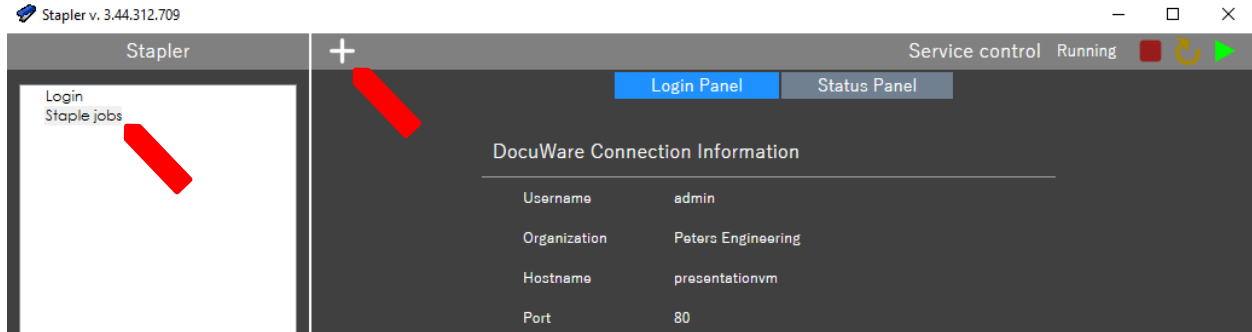 Stapler v. 3.44.312.709
Stapler
Service control Running
Login
Staple jobs
Login Panel Status Panel
DocuWare Connection Information
Username admin
Organization Peters Engineering
Hostname presentationvm
Port 80